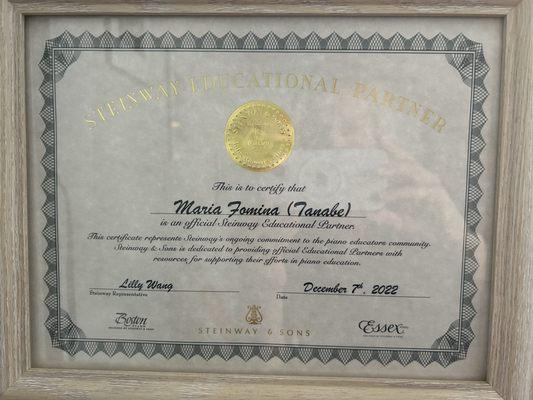 STEINWAY EDUCATIONAL PARTNER
This is to certify that
Maria Fomina (Tanabe)
is an official Steinway Educational Partner.
This certificate represents Steinway's ongoing commitment to the piano educators community.
Steinway & Sons is dedicated to providing official Educational Partners with
resources for supporting their efforts in piano education.
Lilly Wang
Steinway Representative
December 7th, 2022
Date
Boston
STEINWAY & SONS
Essex